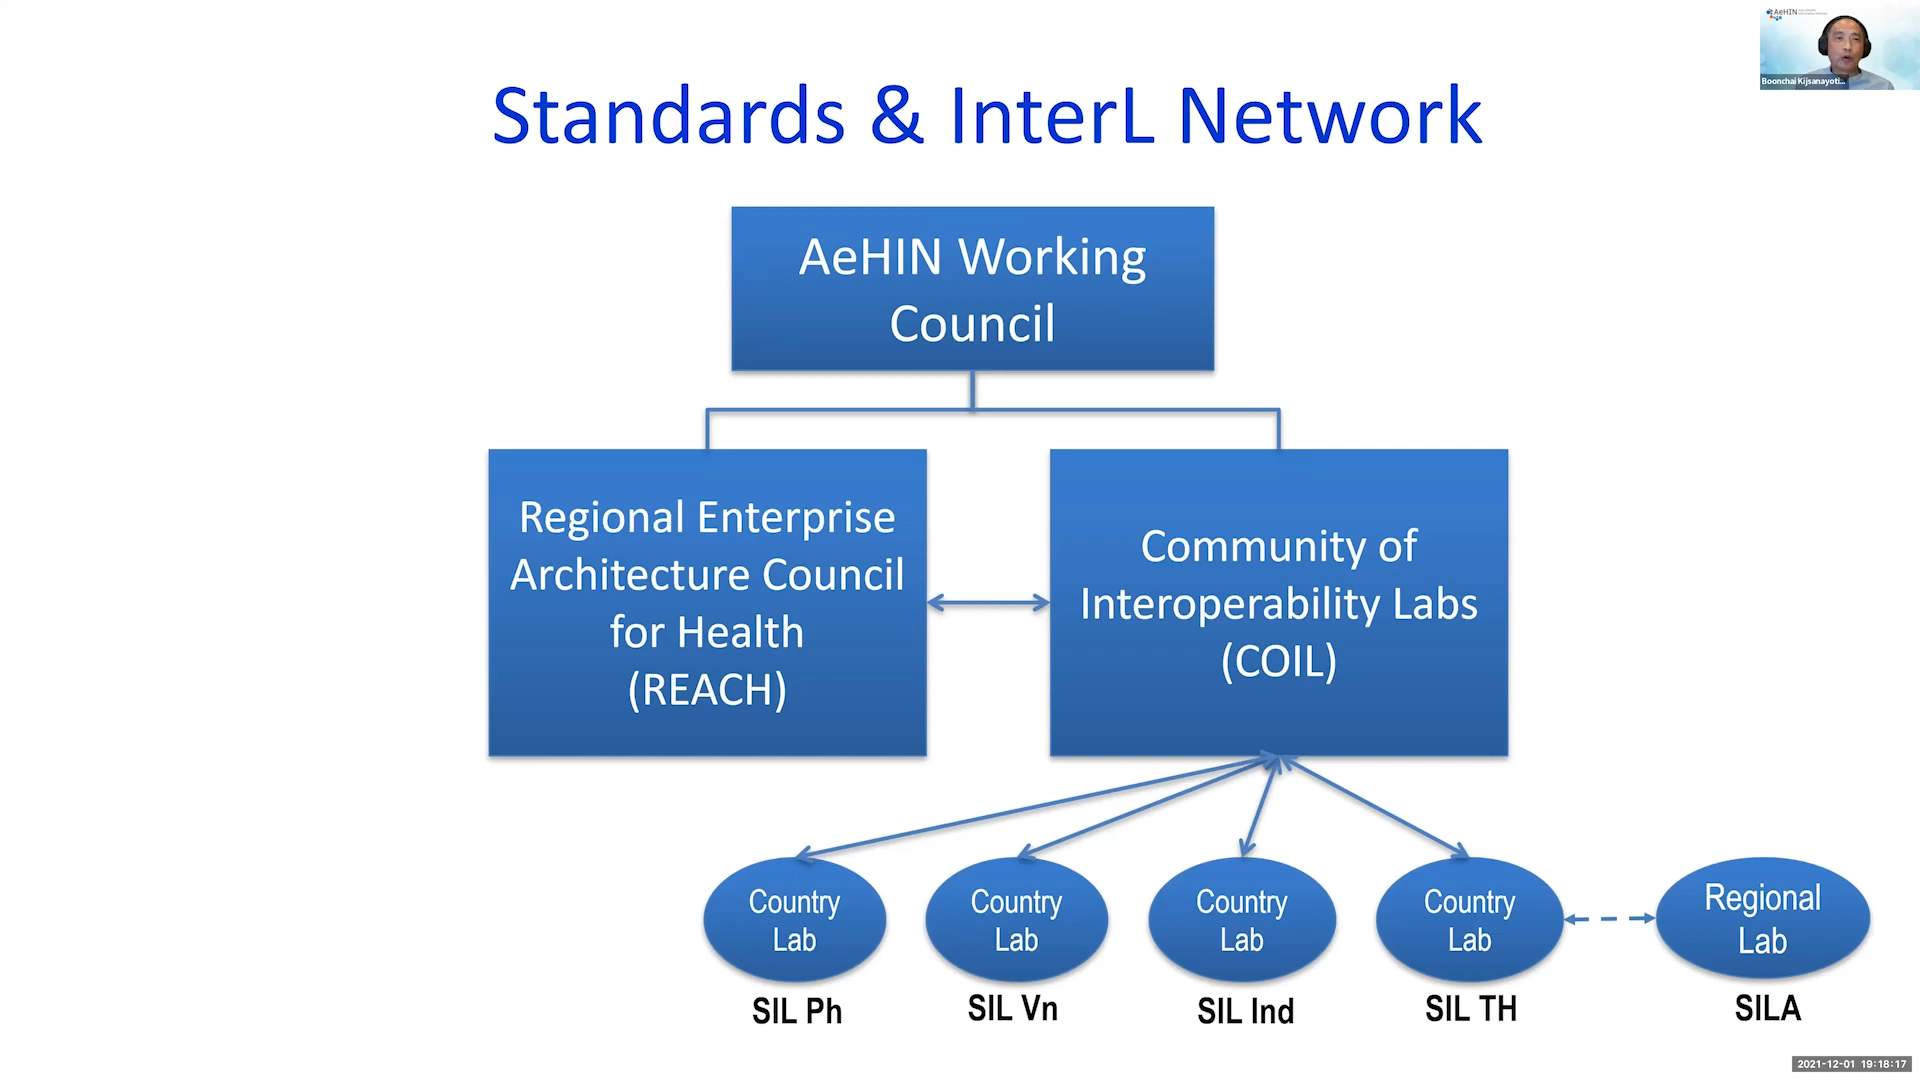 AeHIN
Boonchai Kijsanayoti...
Standards & InterL Network
AeHIN Working
Council
Regional Enterprise
Architecture Council
for Health
(REACH)
Community of
Interoperability Labs
(COIL)
Country
Lab
Country
Lab
Country
Lab
Country
Lab
Regional
Lab
SIL Ph
SIL Vn
SIL Ind
SIL TH
SILA
2021-12-01 19:18:17